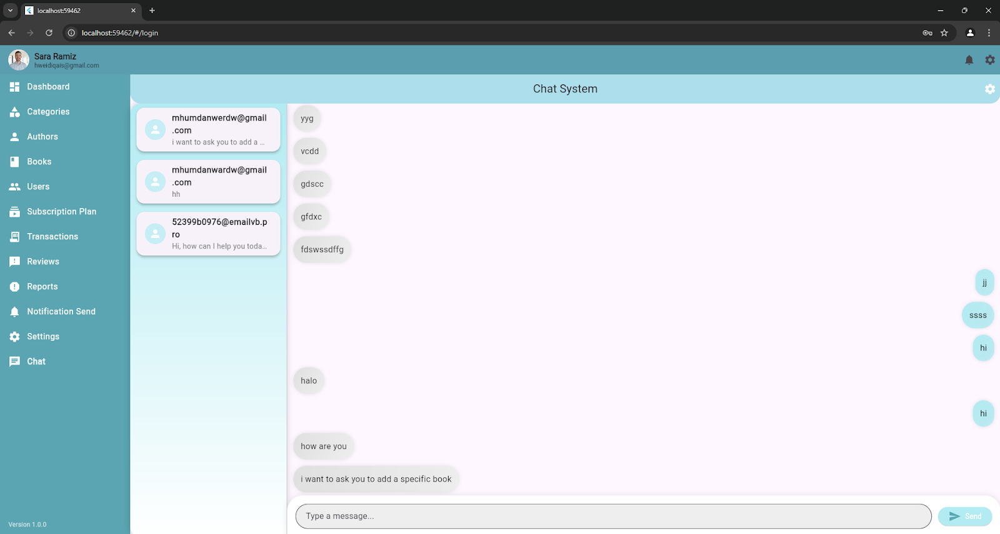 localhost:59462
localhost:59462/#/login
Sara Ramiz
hweidiqais@gmail.com
Dashboard
Categories
Authors
Books
Users
Subscription Plan
Transactions
Reviews
Reports
Notification Send
Settings
Chat
Version 1.0.0
Chat System
mhumdanwerdw@gmail
.com
i want to ask you to add a ...
mhumdanwardw@gmail
.com
hh
52399b0976@emailvb.p
ro
Hi, how can I help you toda...
yyg
vcdd
gdscc
gfdxc
fdswssdffg
jj
ssss
hi
halo
hi
how are you
i want to ask you to add a specific book
Type a message...
Send